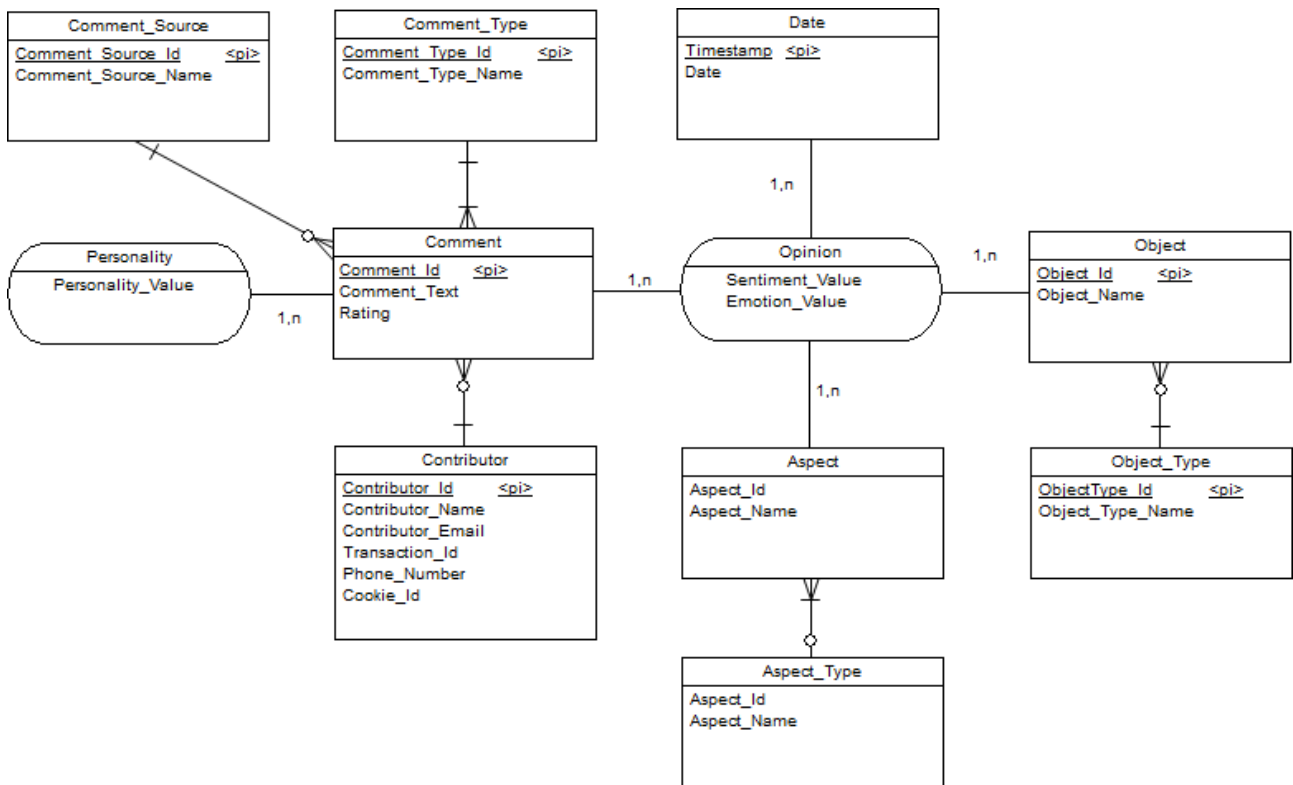 Comment_Source
Comment_Source_Id <pi>
Comment_Source_Name
Comment_Type
Comment_Type_Id <pi>
Comment_Type_Name
Date
Timestamp <pi>
Date
1,n
Personality
Personality_Value
1,n
Comment
Comment_Id <pi>
Comment_Text
Rating
1,n
Opinion
Sentiment_Value
Emotion_Value
1,n
Object
Object_Id <pi>
Object_Name
1,n
Contributor
Contributor_Id <pi>
Contributor_Name
Contributor_Email
Transaction_Id
Phone_Number
Cookie_Id
Aspect
Aspect_Id
Aspect_Name
Object_Type
ObjectType_Id <pi>
Object_Type_Name
Aspect_Type
Aspect_Id
Aspect_Name